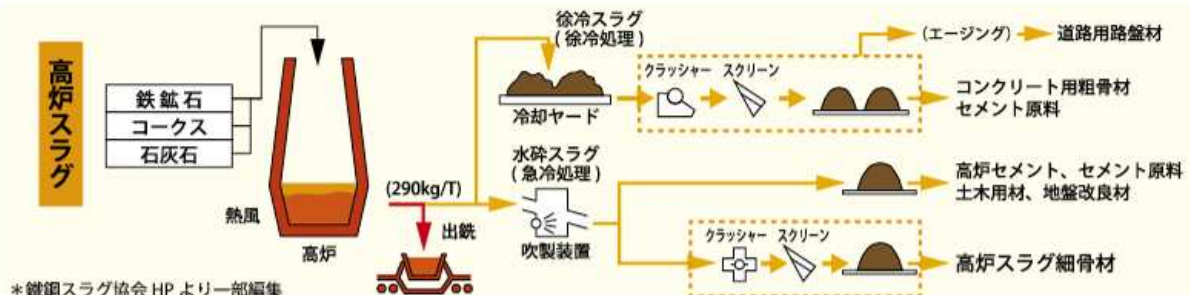 高炉スラグ
鉄鉱石
コークス
石灰石
熱風
高炉
(290kg/T)
出銑
徐冷スラグ
(徐冷処理)
冷却ヤード
クラッシャー スクリーン
(エージング)
道路用路盤材
コンクリート用粗骨材
セメント原料
水砕スラグ
(急冷処理)
吹製装置
高炉セメント、セメント原料
土木用材、地盤改良材
クラッシャー スクリーン
高炉スラグ細骨材
*鐵鋼スラグ協会 HP より一部編集